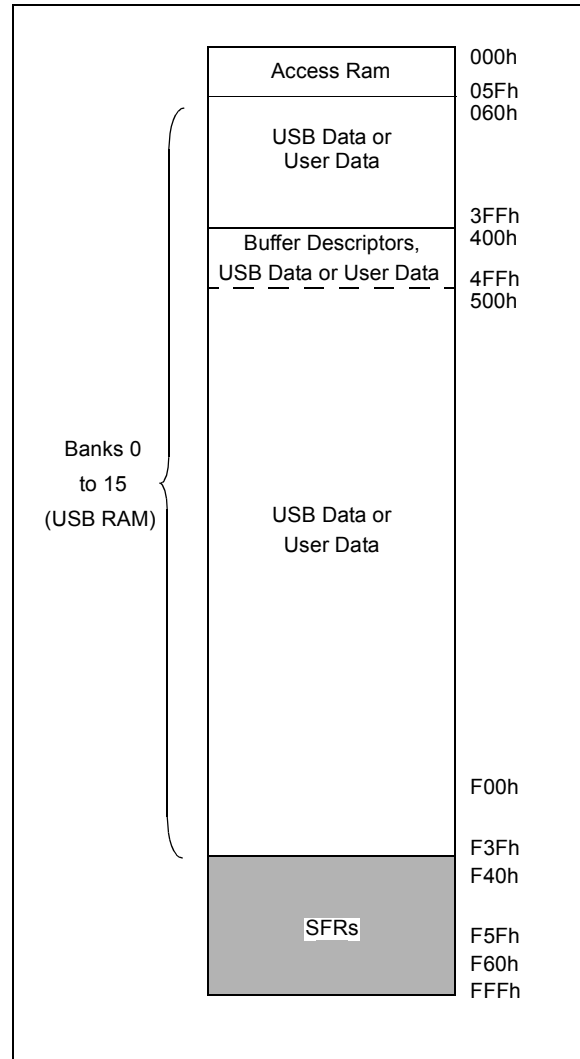 000h
Access Ram
05Fh
060h
USB Data or
User Data
3FFh
400h
Buffer Descriptors,
USB Data or User Data
4FFh
500h
Banks 0
to 15
(USB RAM)
USB Data or
User Data
F00h
F3Fh
F40h
SFRs
F5Fh
F60h
FFFh